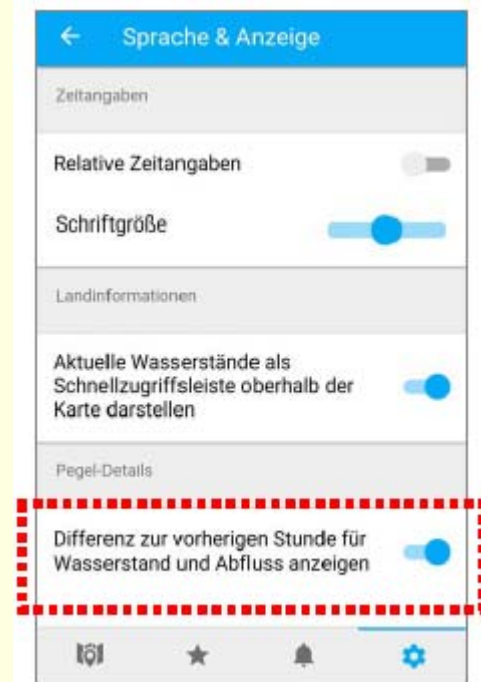 Sprache & Anzeige
Zeitangaben
Relative Zeitangaben
Schriftgröße
Landinformationen
Aktuelle Wasserstände als
Schnellzugriffsleiste oberhalb der
Karte darstellen
Pegel-Details
Differenz zur vorherigen Stunde für
Wasserstand und Abfluss anzeigen